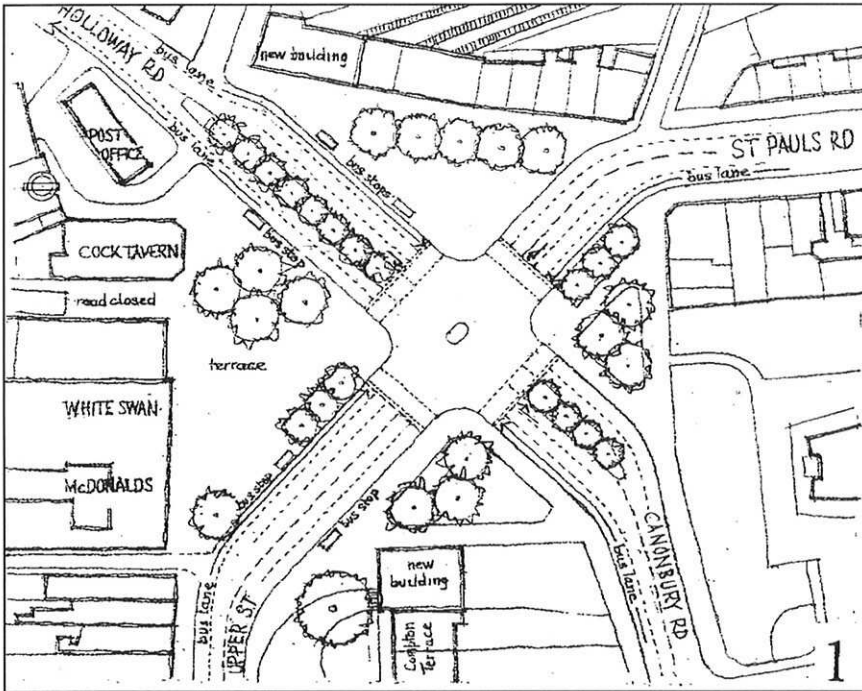 HOLLOWAY RD
bus lane
new building
POST OFFICE
bus lane
bus stops
ST PAULS RD
bus lane
bus stop
COCK TAVERN
road closed
terrace
WHITE SWAN
McDONALDS
bus stop
bus stop
new building
bus lane
UPPER ST
Compton Terrace
bus lane
CANONBURY RD
1